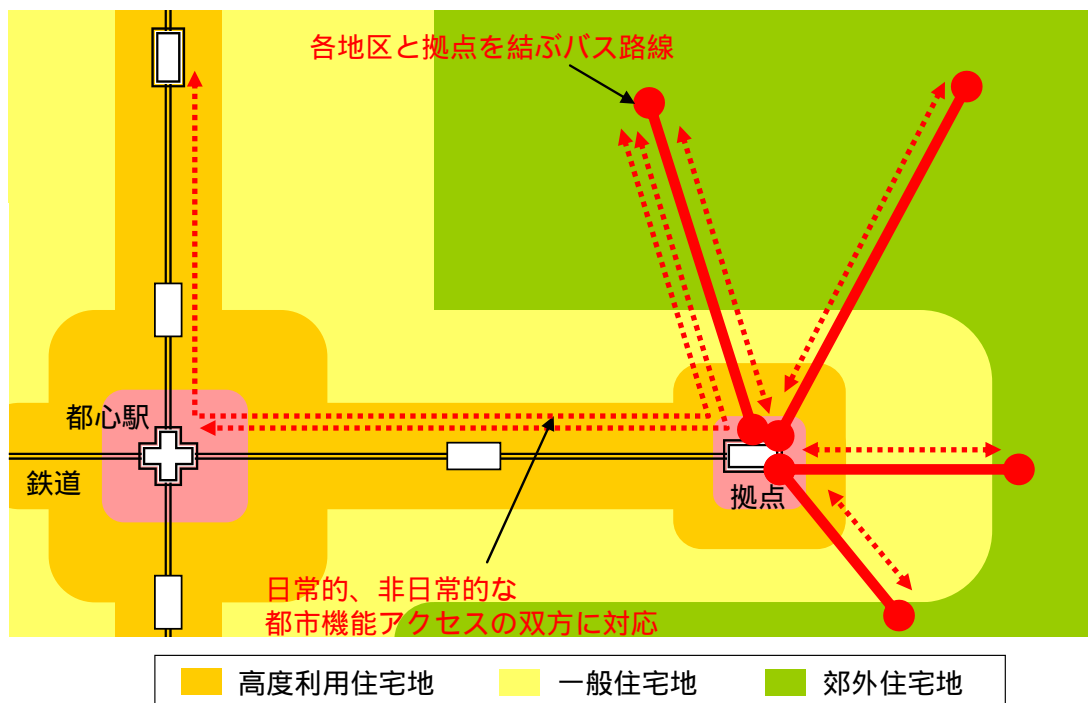 各地区と拠点を結ぶバス路線
都心駅
鉄道
拠点
日常的、非日常的な
都市機能アクセスの双方に対応
高度利用住宅地
一般住宅地
郊外住宅地